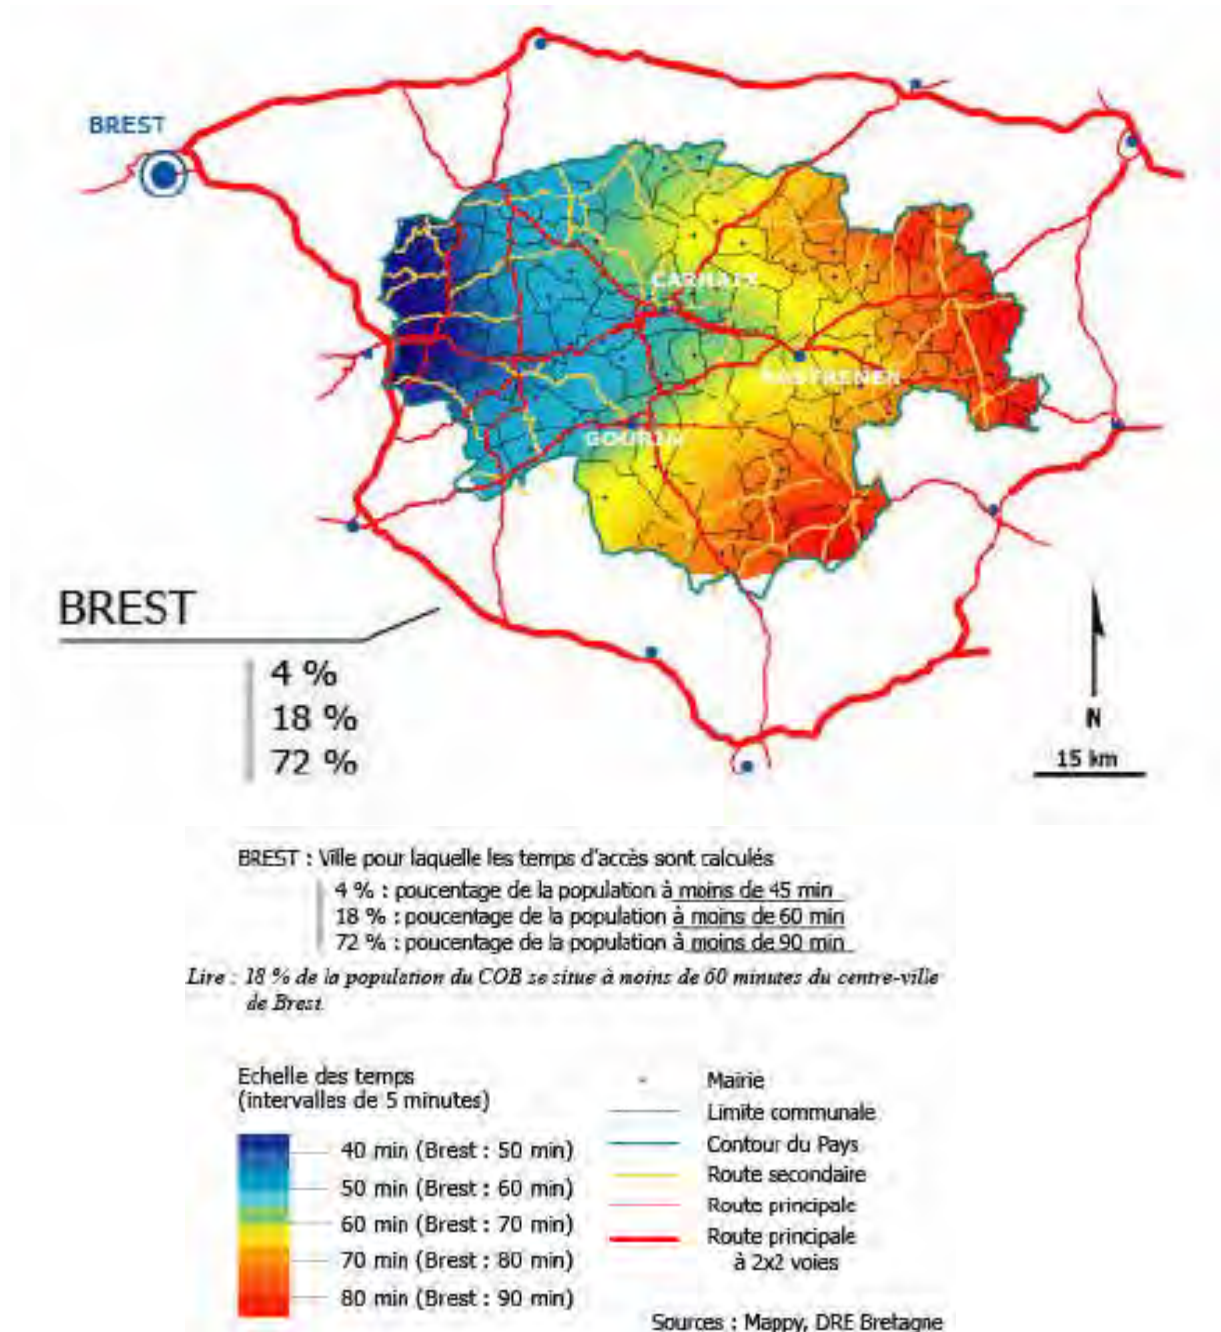 BREST
CARHAIX
ROSTRENEN
GOURIN
BREST
4 %
18 %
72 %
N
15 km
BREST : Ville pour laquelle les temps d'accès sont calculés
4 % : poucentage de la population à moins de 45 min
18 % : poucentage de la population à moins de 60 min
72 % : poucentage de la population à moins de 90 min
Lire : 18 % de la population du COB se situe à moins de 60 minutes du centre-ville
de Brest.
Echelle des temps
(intervalles de 5 minutes)
40 min (Brest : 50 min)
50 min (Brest : 60 min)
60 min (Brest : 70 min)
70 min (Brest : 80 min)
80 min (Brest : 90 min)
Mairie
Limite communale
Contour du Pays
Route secondaire
Route principale
Route principale
à 2x2 voies
Sources : Mappy, DRE Bretagne